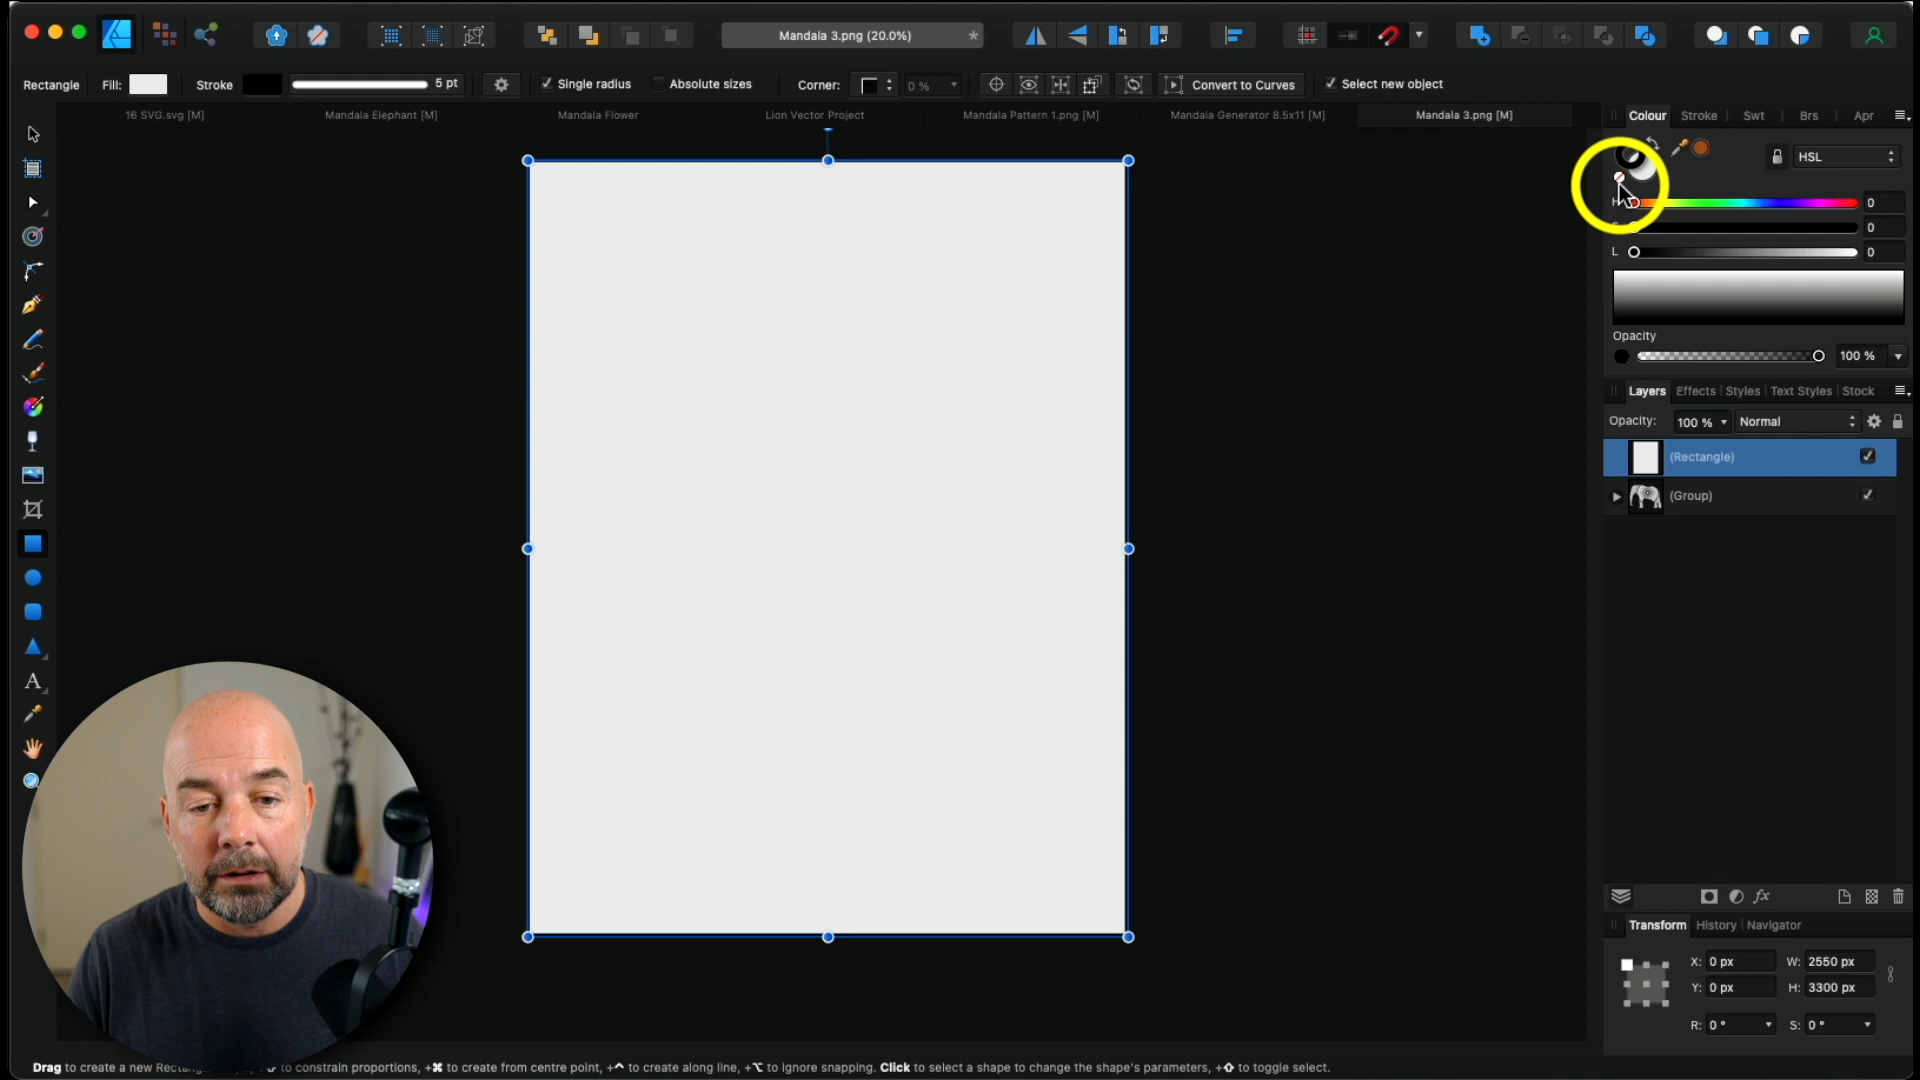 Mandala 3.png (20.0%)
*
Rectangle
Fill:
Stroke
5 pt
Single radius
Absolute sizes
Corner:
0 %
Convert to Curves
Select new object
16 SVG.svg [M]
Mandala Elephant [M]
Mandala Flower
Lion Vector Project
Mandala Pattern 1.png [M]
Mandala Generator 8.5x11 [M]
Mandala 3.png [M]
Colour
Stroke
Swt
Brs
Apr
HSL
0
0
L
0
Opacity
100 %
Layers
Effects
Styles
Text Styles
Stock
Opacity:
100 %
Normal
(Rectangle)
(Group)
fx
Transform
History
Navigator
X: 0 px
W: 2550 px
Y: 0 px
H: 3300 px
R: 0 °
S: 0 °
A
Drag to create a new to constrain proportions, +⌘ to create from centre point, +⌃ to create along line, +⌥ to ignore snapping. Click to select a shape to change the shape's parameters, +⇧ to toggle select.